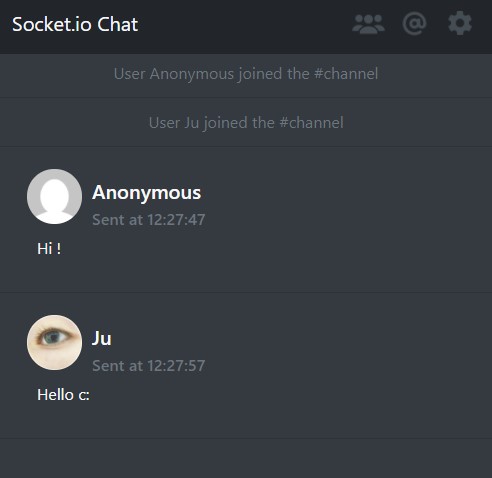 Socket.io Chat
User Anonymous joined the #channel
User Ju joined the #channel
Anonymous
Sent at 12:27:47
Hi !
Ju
Sent at 12:27:57
Hello c: